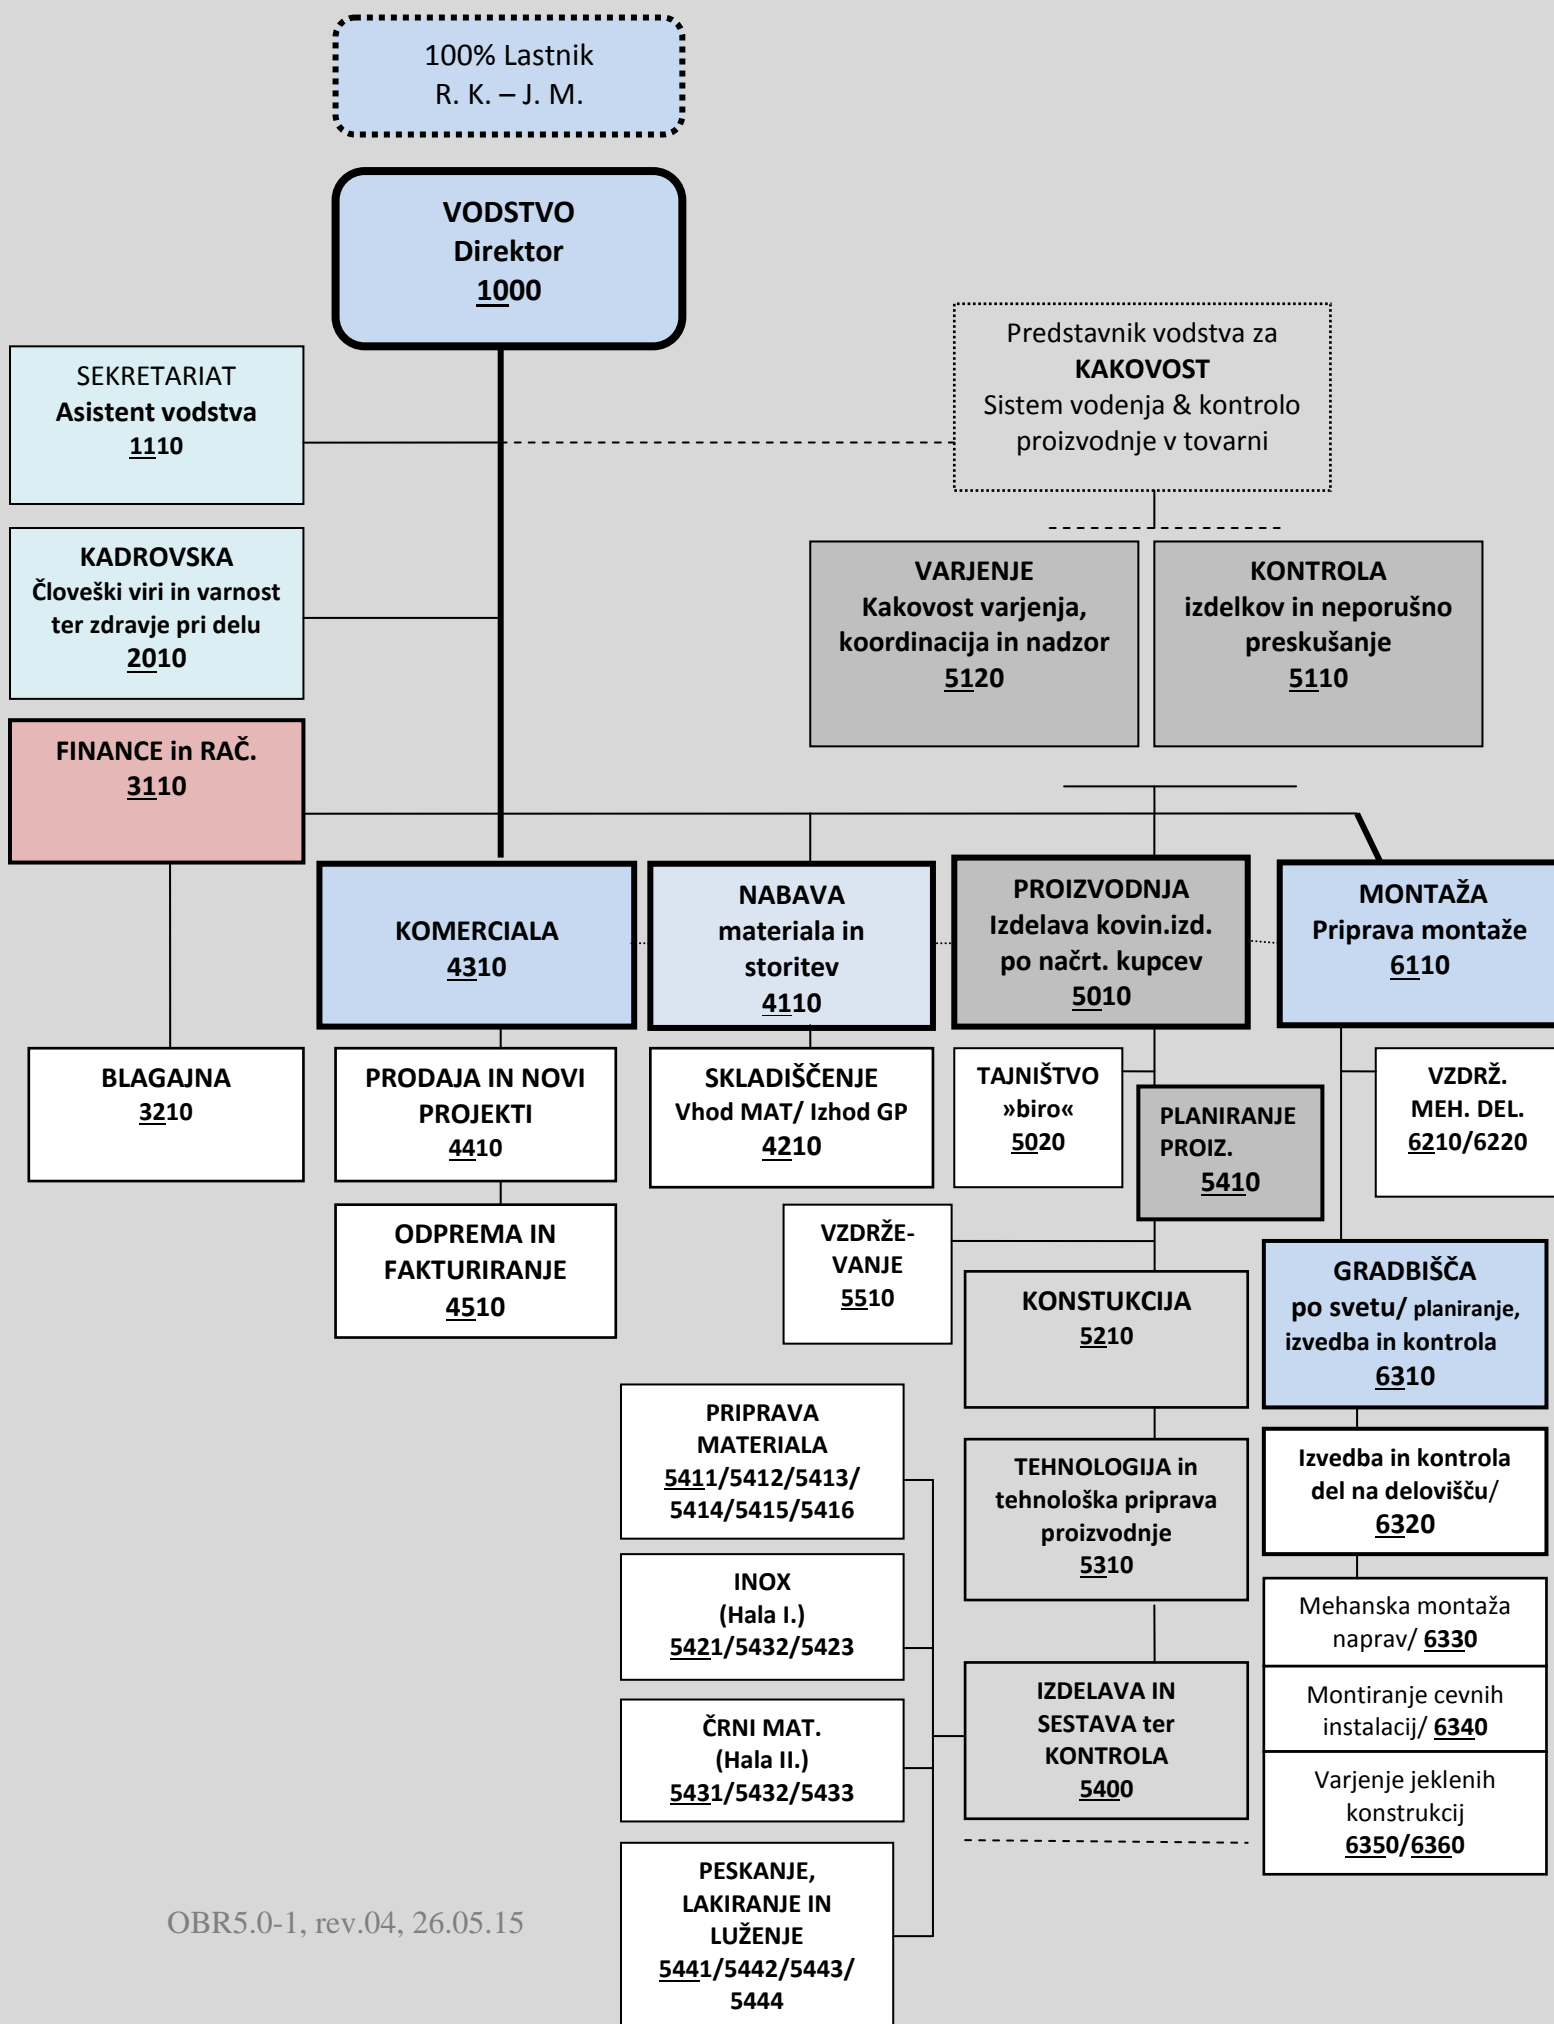 100% Lastnik
R. K. – J. M.
VODSTVO
Direktor
1000
Predstavnik vodstva za
KAKOVOST
Sistem vodenja & kontrolo
proizvodnje v tovarni
SEKRETARIAT
Asistent vodstva
1110
KADROVSKA
Človeški viri in varnost
ter zdravje pri delu
2010
VARJENJE
Kakovost varjenja,
koordinacija in nadzor
5120
KONTROLA
izdelkov in neporušno
preskušanje
5110
FINANCE in RAČ.
3110
KOMERCIALA
4310
NABAVA
materiala in
storitev
4110
PROIZVODNJA
Izdelava kovin.izd.
po načrt. kupcev
5010
MONTAŽA
Priprava montaže
6110
BLAGAJNA
3210
PRODAJA IN NOVI
PROJEKTI
4410
SKLADIŠČENJE
Vhod MAT/ Izhod GP
4210
TAJNIŠTVO
»biro«
5020
PLANIRANJE
PROIZ.
5410
VZDRŽ.
MEH. DEL.
6210/6220
ODPREMA IN
FAKTURIRANJE
4510
VZDRŽE-
VANJE
5510
KONSTUKCIJA
5210
GRADBIŠČA
po svetu/ planiranje,
izvedba in kontrola
6310
PRIPRAVA
MATERIALA
5411/5412/5413/
5414/5415/5416
TEHNOLOGIJA in
tehnološka priprava
proizvodnje
5310
Izvedba in kontrola
del na delovišču/
6320
INOX
(Hala I.)
5421/5432/5423
Mehanska montaža
naprav/ 6330
Montiranje cevnih
instalacij/ 6340
Varjenje jeklenih
konstrukcij
6350/6360
IZDELAVA IN
SESTAVA ter
KONTROLA
5400
ČRNI MAT.
(Hala II.)
5431/5432/5433
PESKANJE,
LAKIRANJE IN
LUŽENJE
5441/5442/5443/
5444
OBR5.0-1, rev.04, 26.05.15